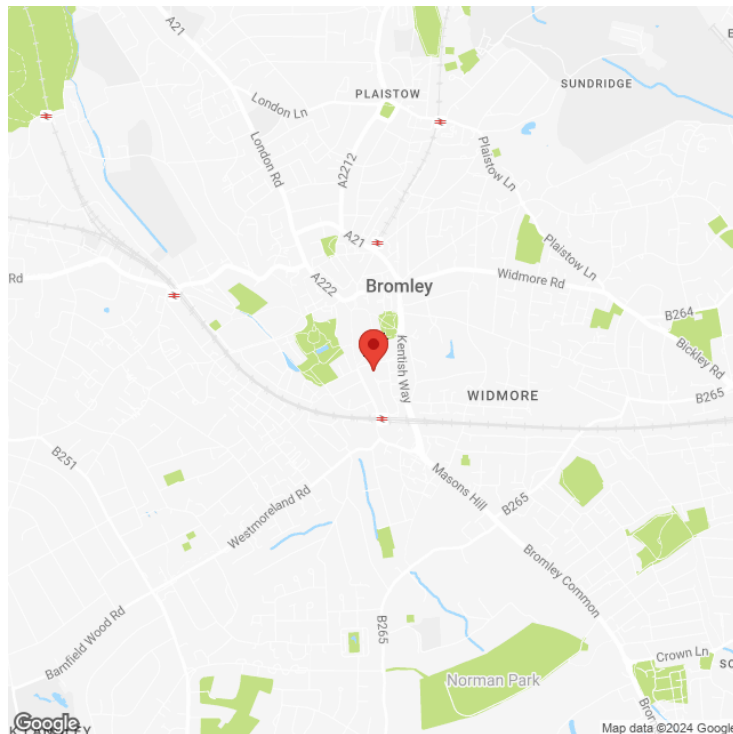 A21
PLAISTOW
SUNDRIDGE
London Ln
London Rd
A2212
Plaistow Ln
A21
Plaistow Ln
Rd
A222
Bromley
Widmore Rd
B264
Kentish Way
Bickley Rd
WIDMORE
B265
B251
Masons Hill
B265
Westmoreland Rd
Bromley Common
Barnfield Wood Rd
B265
Crown Ln
Norman Park
Google
Map data ©2024 Google